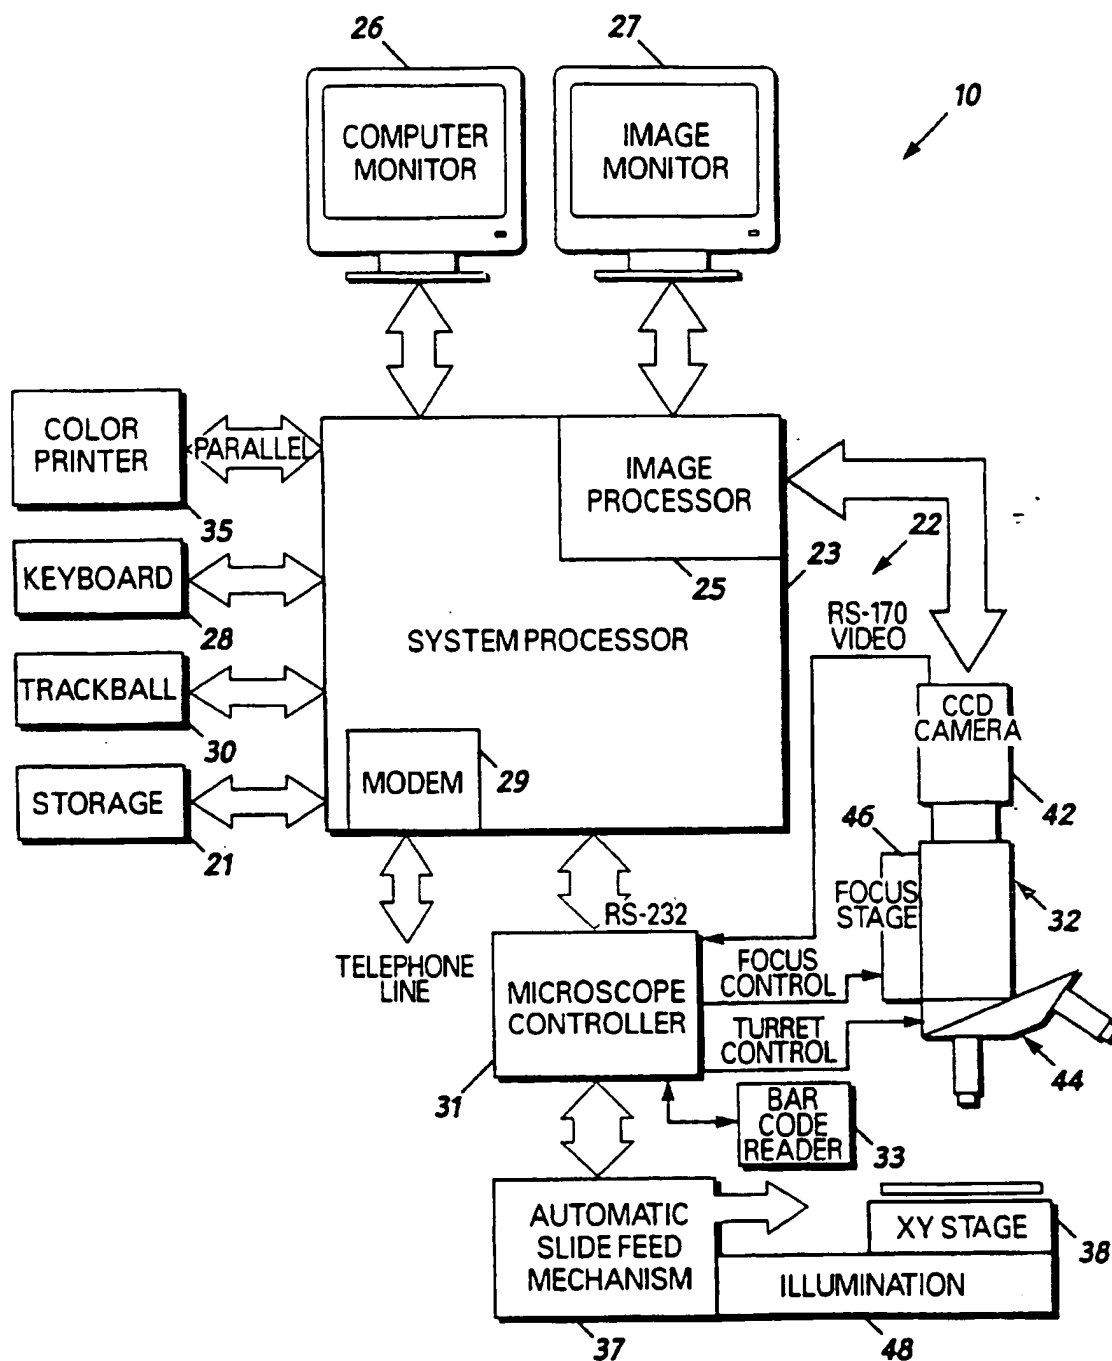 26
27
10
COMPUTER
MONITOR
IMAGE
MONITOR
COLOR
PRINTER
PARALLEL
35
IMAGE
PROCESSOR
25
23
22
KEYBOARD
28
SYSTEM PROCESSOR
RS-170
VIDEO
TRACKBALL
30
CCD
CAMERA
42
STORAGE
21
MODEM
29
46
FOCUS
STAGE
32
RS-232
TELEPHONE
LINE
MICROSCOPE
CONTROLLER
31
FOCUS
CONTROL
TURRET
CONTROL
44
BAR
CODE
READER
33
AUTOMATIC
SLIDE FEED
MECHANISM
37
XY STAGE
38
ILLUMINATION
48